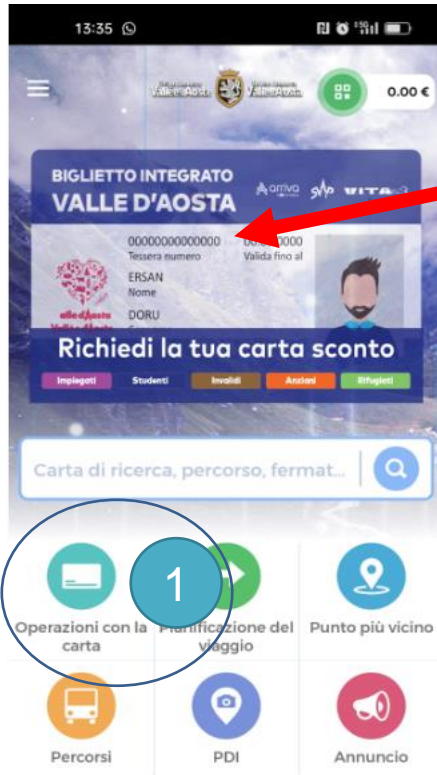 13:35
0.00 €
BIGLIETTO INTEGRATO
VALLE D'AOSTA
arriva
00000000000000
Tessera numero
Valida fino al
ERSAN
Nome
DORU
Richiedi la tua carta sconto
Impiegati Studenti Invalidi Anziani Rifugiati
Carta di ricerca, percorso, fermat...
1
Operazioni con la carta
Pianificazione del viaggio
Punto più vicino
Percorsi
PDI
Annuncio